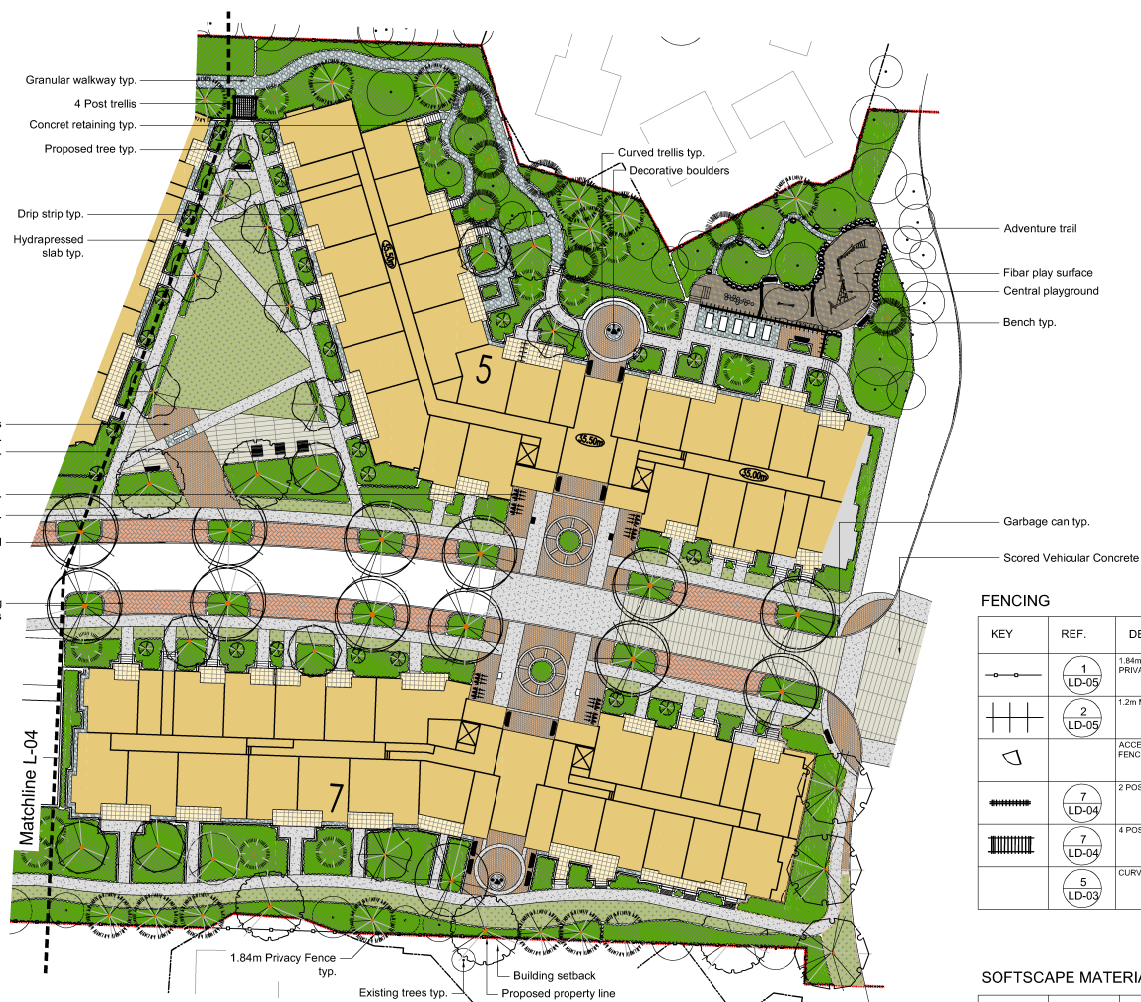 Granular walkway typ.
4 Post trellis
Concret retaining typ.
Proposed tree typ.
Drip strip typ.
Hydrapressed
slab typ.
Curved trellis typ.
Decorative boulders
Adventure trail
Fibar play surface
Central playground
Bench typ.
35.50m
5
35.50m
35.00m
Garbage can typ.
Scored Vehicular Concrete
7
Matchline L-04
1.84m Privacy Fence
typ.
Existing trees typ.
Building setback
Proposed property line
FENCING
KEY
REF.
DE
1
LD-05
1.84m
PRIVA
2
LD-05
1.2m M
ACCE
FENC
7
LD-04
2 POS
7
LD-04
4 POS
5
LD-03
CURV
SOFTSCAPE MATERIA